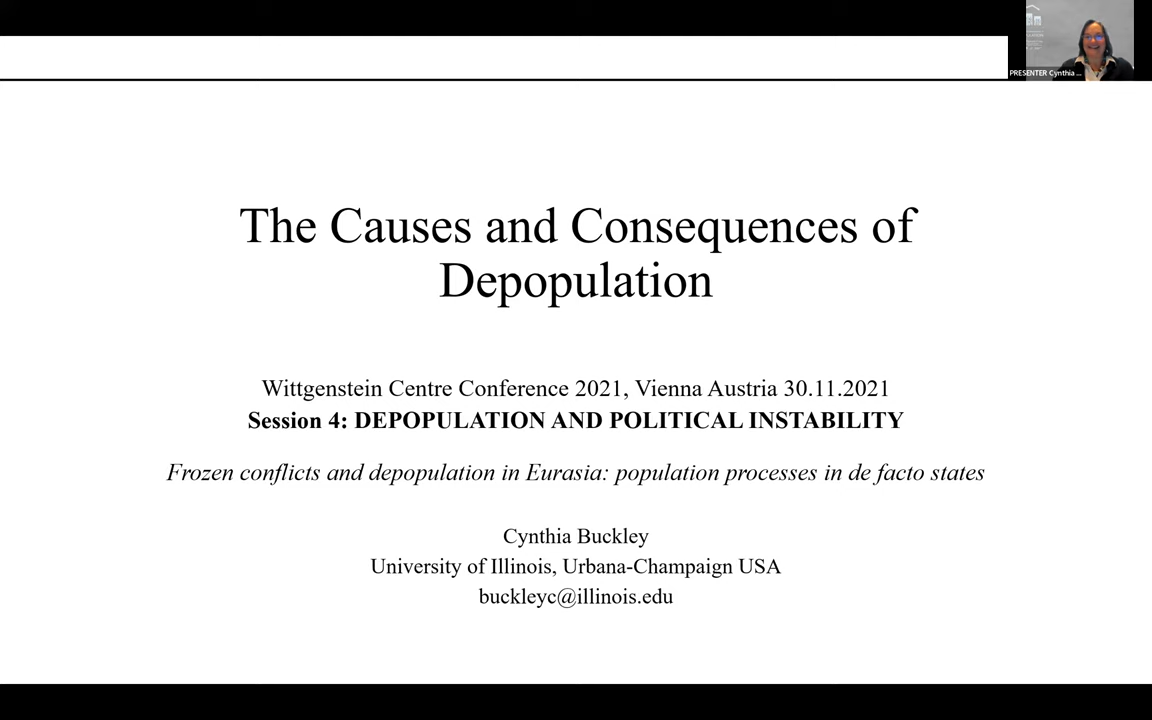 PRESENTER Cynthia ...
The Causes and Consequences of
Depopulation
Wittgenstein Centre Conference 2021, Vienna Austria 30.11.2021
Session 4: DEPOPULATION AND POLITICAL INSTABILITY
Frozen conflicts and depopulation in Eurasia: population processes in de facto states
Cynthia Buckley
University of Illinois, Urbana-Champaign USA
buckleyc@illinois.edu